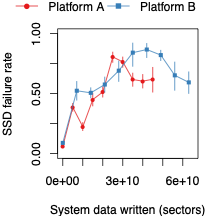 Platform A Platform B
SSD failure rate
0.00 0.50 1.00
0e+00 3e+10 6e+10
System data written (sectors)